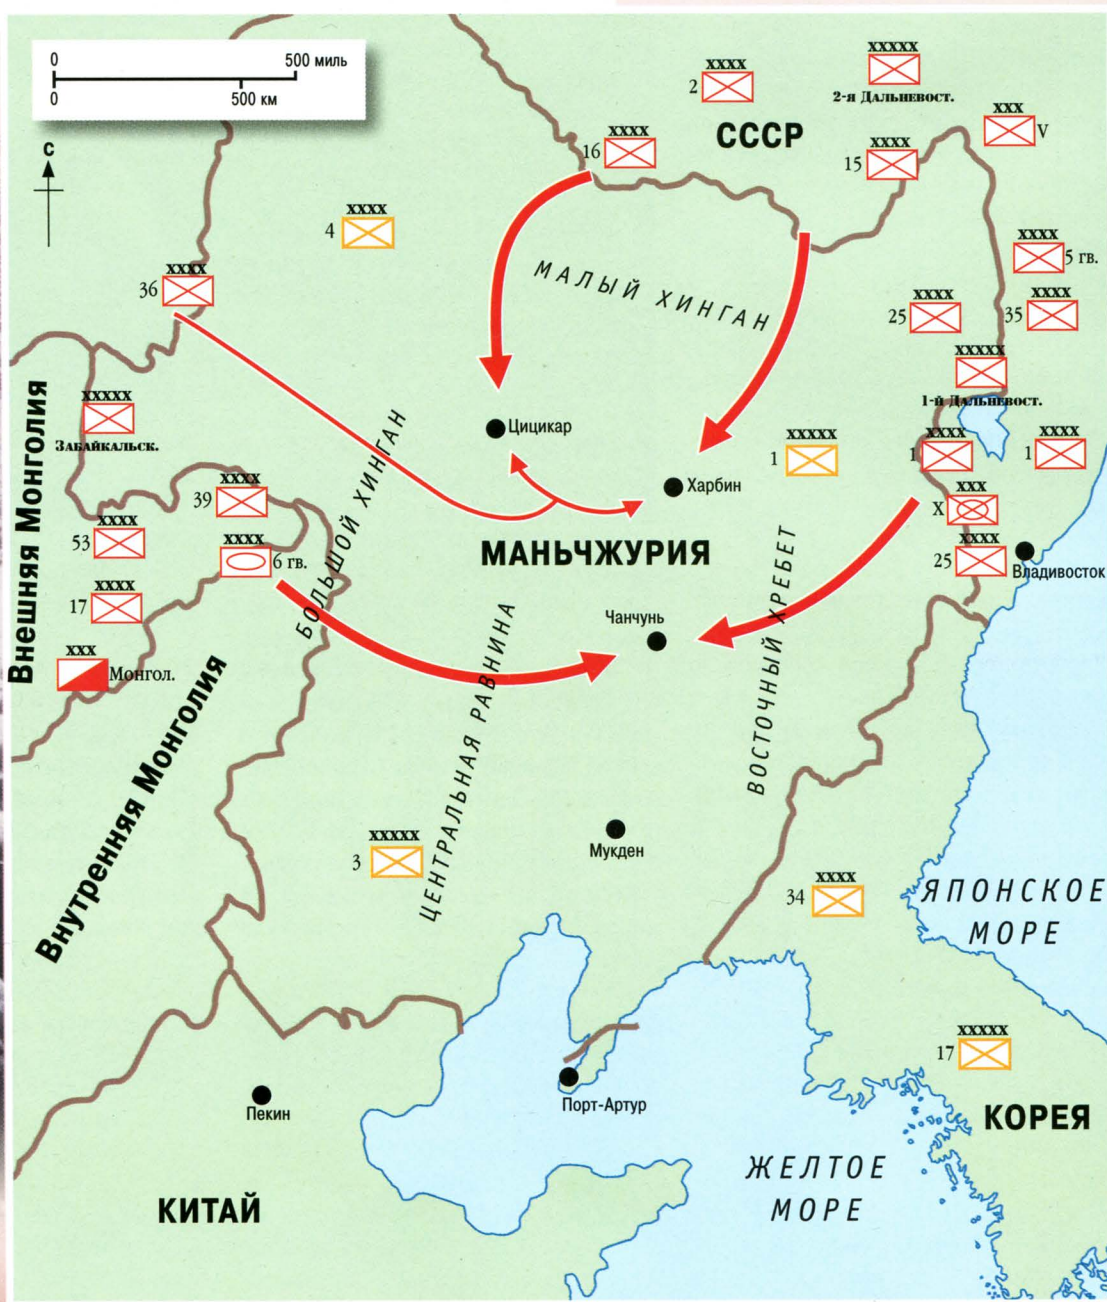 0 500 миль
0 500 км
С
XXXXX
2-я Дальневост.
XXXX
2
СССР
XXX
V
XXXX
16
XXXX
15
XXXX
4
XXXX
5 гв.
XXXX
36
МАЛЫЙ ХИНГАН
XXXX
25
XXXX
35
XXXXX
1-й Дальневост.
XXXXX
Забайкальск.
Внешняя Монголия
БОЛЬШОЙ ХИНГАН
Цицикар
XXXXX
1
XXXX
1
XXXX
1
XXXX
39
Харбин
XXX
X
XXXX
53
XXXX
6 гв.
МАНЬЧЖУРИЯ
XXXX
25
Владивосток
XXXX
17
ВОСТОЧНЫЙ ХРЕБЕТ
Чанчунь
XXX
Монгол.
Внутренняя Монголия
ЦЕНТРАЛЬНАЯ РАВНИНА
XXXXX
3
Мукден
XXXX
34
ЯПОНСКОЕ
МОРЕ
XXXXX
17
Пекин
Порт-Артур
КОРЕЯ
ЖЕЛТОЕ
МОРЕ
КИТАЙ